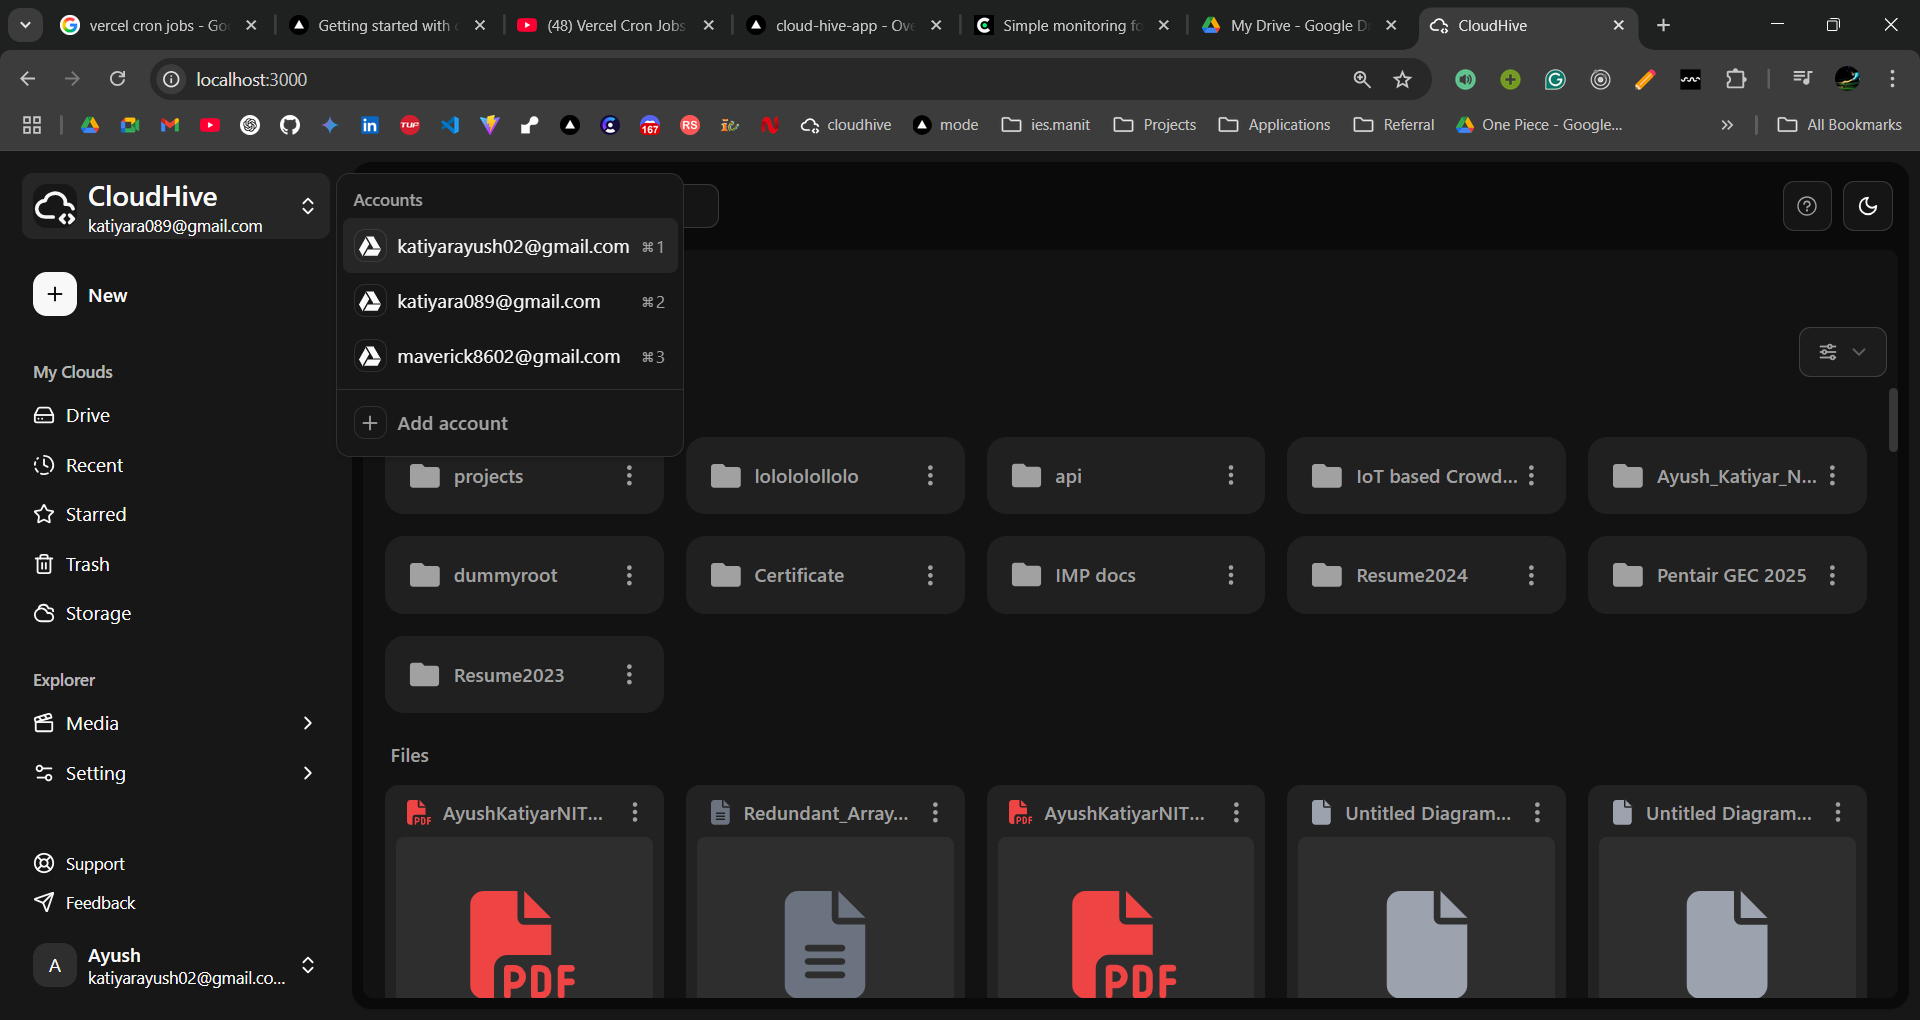 vercel cron jobs - Go
Getting started with
(48) Vercel Cron Jobs
cloud-hive-app - Ove
Simple monitoring fo
My Drive - Google D
CloudHive
localhost:3000
TUF
167
RS
cloudhive
mode
ies.manit
Projects
Applications
Referral
One Piece - Google...
All Bookmarks
CloudHive
katiyara089@gmail.com
New
My Clouds
Drive
Recent
Starred
Trash
Storage
Explorer
Media
Setting
Support
Feedback
A
Ayush
katiyarayush02@gmail.co...
Accounts
katiyarayush02@gmail.com ⌘1
katiyara089@gmail.com ⌘2
maverick8602@gmail.com ⌘3
Add account
projects
lolololollolo
api
IoT based Crowd...
Ayush_Katiyar_N...
dummyroot
Certificate
IMP docs
Resume2024
Pentair GEC 2025
Resume2023
Files
PDF AyushKatiyarNIT...
Redundant_Array...
PDF AyushKatiyarNIT...
Untitled Diagram...
Untitled Diagram...
PDF
PDF